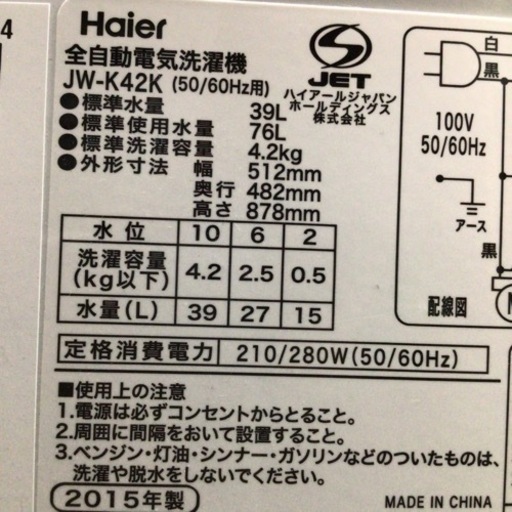 4
Haier
全自動電気洗濯機
JW-K42K (50/60Hz用)
JET
ハイアールジャパン
ホールディングス
株式会社
●標準水量 39L
●標準使用水量 76L
●標準洗濯容量 4.2kg
●外形寸法 幅 512mm
奥行 482mm
高さ 878mm
水位 10 6 2
洗濯容量
(kg以下) 4.2 2.5 0.5
水量(L) 39 27 15
定格消費電力 210/280W(50/60Hz)
白
黒
100V
50/60Hz
アース
黒
配線図
M
■使用上の注意
1.電源は必ずコンセントからとること。
2.周囲に間隔をおいて設置すること。
3.ベンジン・灯油・シンナー・ガソリンなどのついたものは、
洗濯や脱水をしないでください。
2015年製
MADE IN CHINA